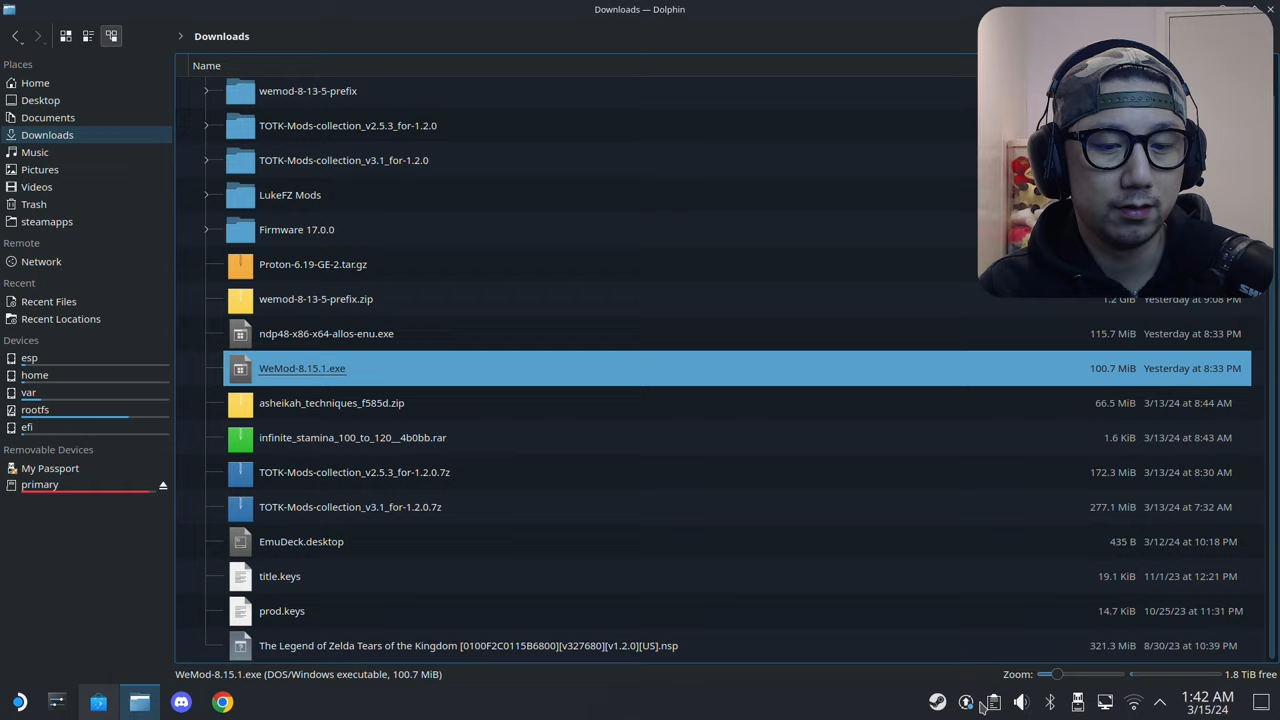 Downloads — Dolphin
Downloads
Places
Home
Desktop
Documents
Downloads
Music
Pictures
Videos
Trash
steamapps
Remote
Network
Recent
Recent Files
Recent Locations
Devices
esp
home
var
rootfs
efi
Removable Devices
My Passport
primary
Name
wemod-8-13-5-prefix
TOTK-Mods-collection_v2.5.3_for-1.2.0
TOTK-Mods-collection_v3.1_for-1.2.0
LukeFZ Mods
Firmware 17.0.0
Proton-6.19-GE-2.tar.gz
wemod-8-13-5-prefix.zip 1.2 GiB Yesterday at 9:08 PM
ndp48-x86-x64-allos-enu.exe 115.7 MiB Yesterday at 8:33 PM
WeMod-8.15.1.exe 100.7 MiB Yesterday at 8:33 PM
asheikah_techniques_f585d.zip 66.5 MiB 3/13/24 at 8:44 AM
infinite_stamina_100_to_120__4b0bb.rar 1.6 KiB 3/13/24 at 8:43 AM
TOTK-Mods-collection_v2.5.3_for-1.2.0.7z 172.3 MiB 3/13/24 at 8:30 AM
TOTK-Mods-collection_v3.1_for-1.2.0.7z 277.1 MiB 3/13/24 at 7:32 AM
EmuDeck.desktop 435 B 3/12/24 at 10:18 PM
title.keys 19.1 KiB 11/1/23 at 12:21 PM
prod.keys 14.7 KiB 10/25/23 at 11:31 PM
The Legend of Zelda Tears of the Kingdom [0100F2C0115B6800][v327680][v1.2.0][US].nsp 321.3 MiB 8/30/23 at 10:39 PM
WeMod-8.15.1.exe (DOS/Windows executable, 100.7 MiB)
Zoom: 1.8 TiB free
1:42 AM
3/15/24